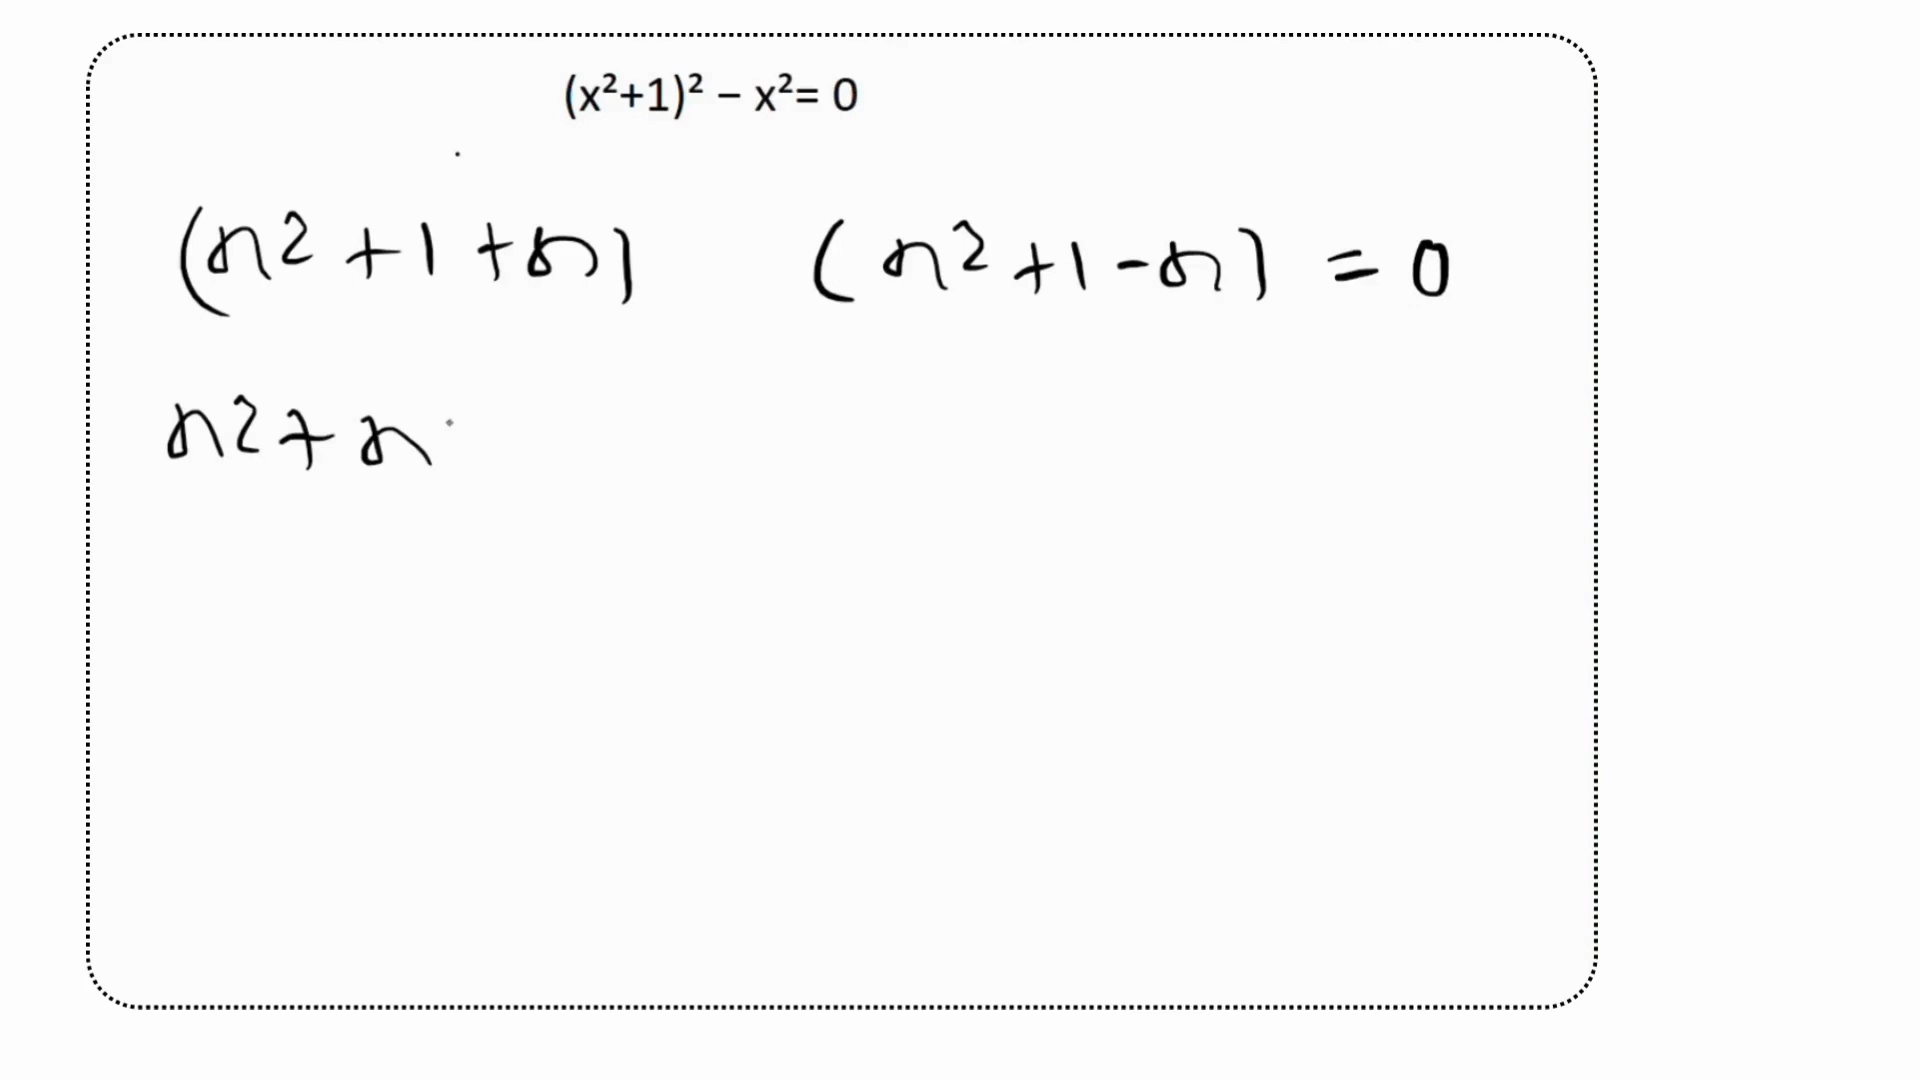 (x²+1)² − x²= 0
(x² + 1 + x) (x² + 1 - x) = 0
x² + x